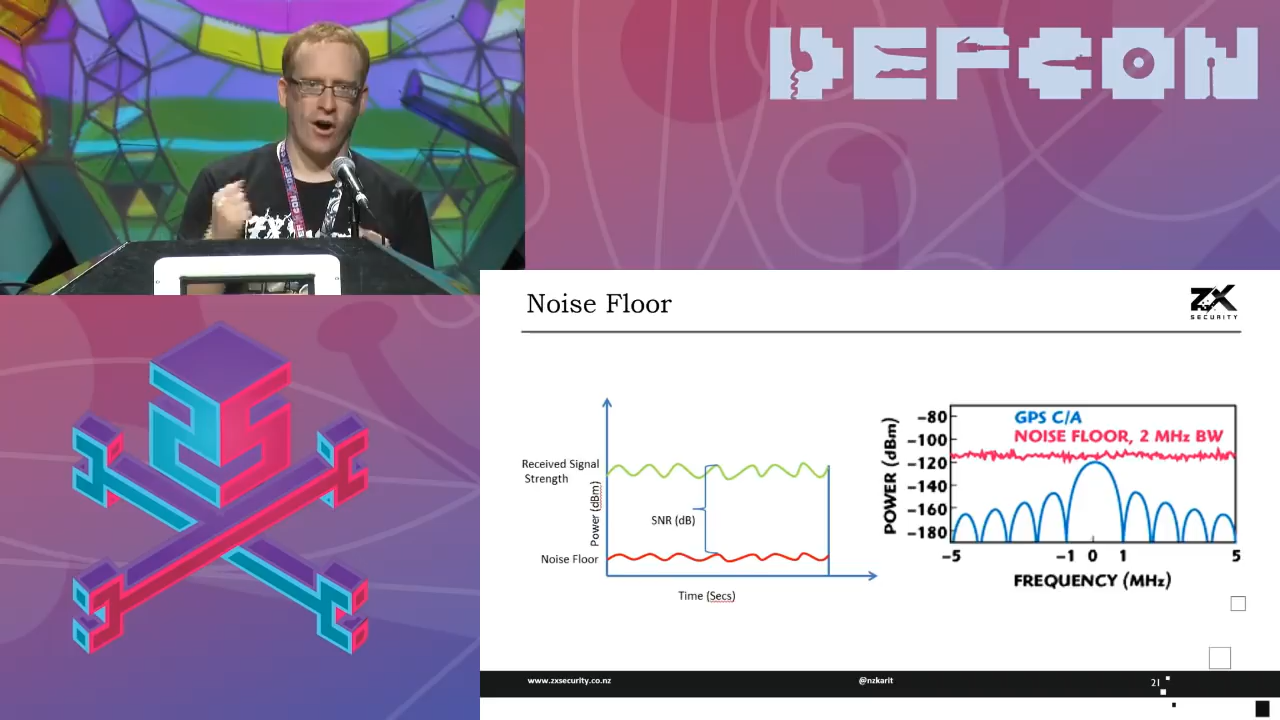 DEFCON
DEF CON
Noise Floor
ZX
SECURITY
Received Signal
Strength
Power (dBm)
SNR (dB)
Noise Floor
Time (Secs)
POWER (dBm)
−80
−100
−120
−140
−160
−180
GPS C/A
NOISE FLOOR, 2 MHz BW
−5
−1
0
1
5
FREQUENCY (MHz)
www.zxsecurity.co.nz
@nzkarit
21